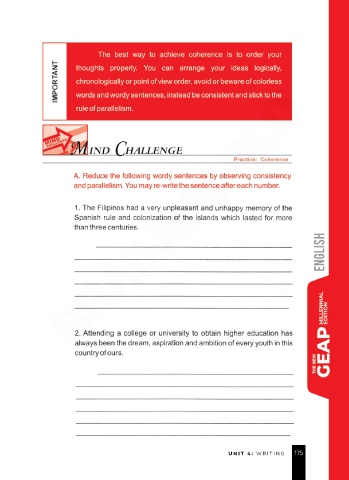 The best way to achieve coherence is to order your
thoughts properly. You can arrange your ideas logically,
chronologically or point of view order, avoid or beware of colorless
words and wordy sentences, instead be consistent and stick to the
rule of parallelism.
IMPORTANT
MIND CHALLENGE
Practice: Coherence
A. Reduce the following wordy sentences by observing consistency
and parallelism. You may re-write the sentence after each number.
1. The Filipinos had a very unpleasant and unhappy memory of the
Spanish rule and colonization of the islands which lasted for more
than three centuries.
2. Attending a college or university to obtain higher education has
always been the dream, aspiration and ambition of every youth in this
country of ours.
ENGLISH
THE NEW
GEAP
MILLENNIAL
EDITION
UNIT 4: WRITING 175